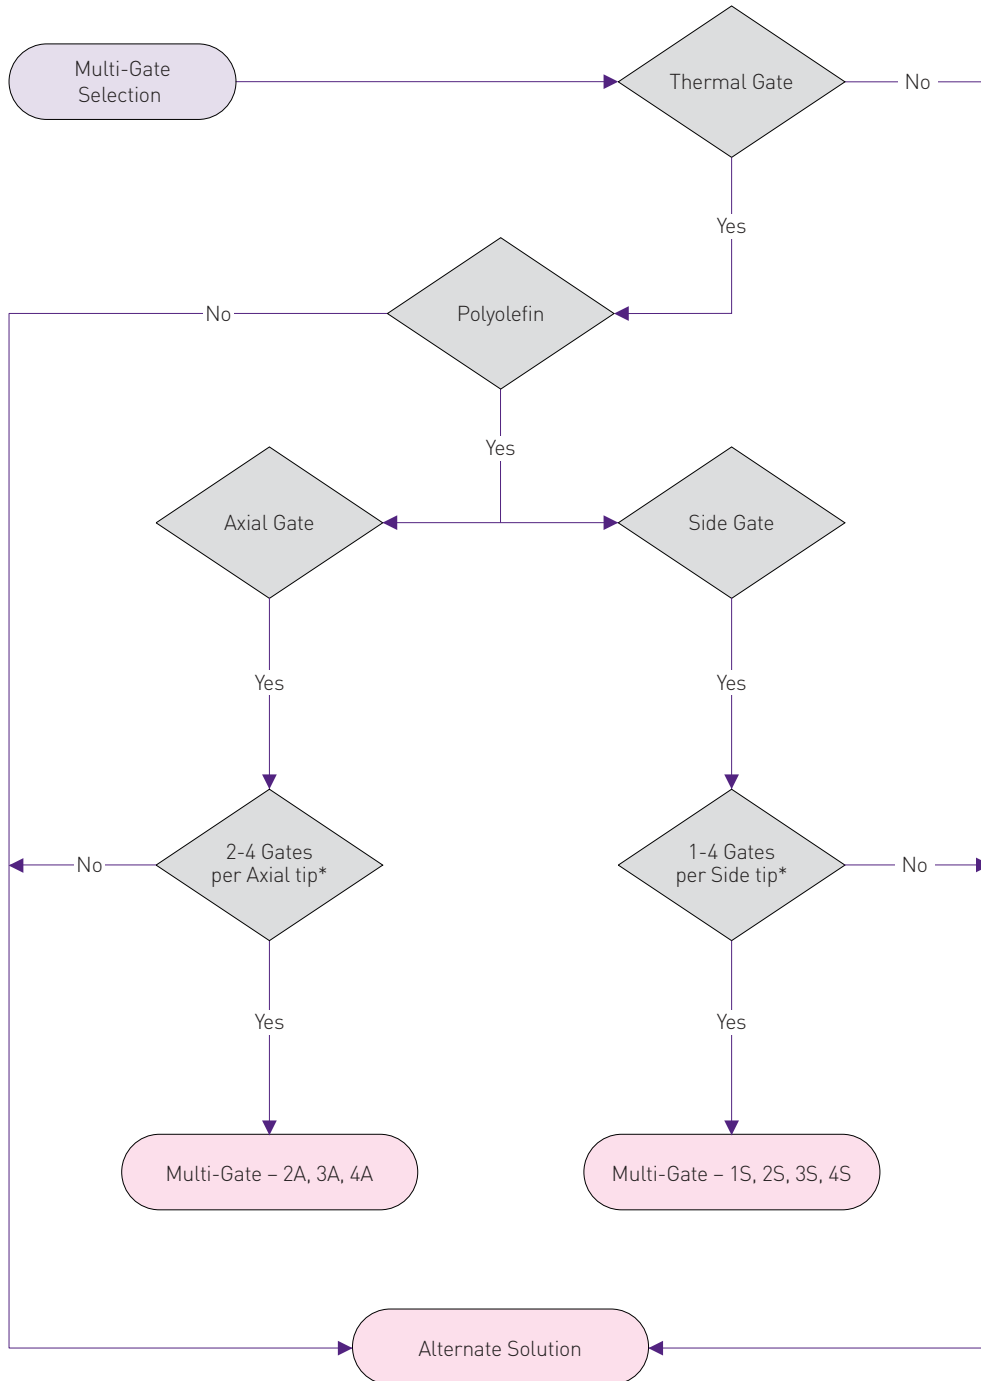 Multi-Gate
Selection
Thermal Gate
No
Yes
No
Polyolefin
Yes
Axial Gate
Side Gate
Yes
Yes
No
2-4 Gates
per Axial tip*
1-4 Gates
per Side tip*
No
Yes
Yes
Multi-Gate – 2A, 3A, 4A
Multi-Gate – 1S, 2S, 3S, 4S
Alternate Solution